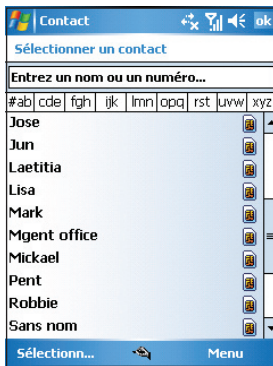 Contact
ok
Sélectionner un contact
Entrez un nom ou un numéro...
#ab cde fgh ijk lmn opq rst uvw xyz
Jose
Jun
Laetitia
Lisa
Mark
Mgent office
Mickael
Pent
Robbie
Sans nom
Sélectionn... Menu